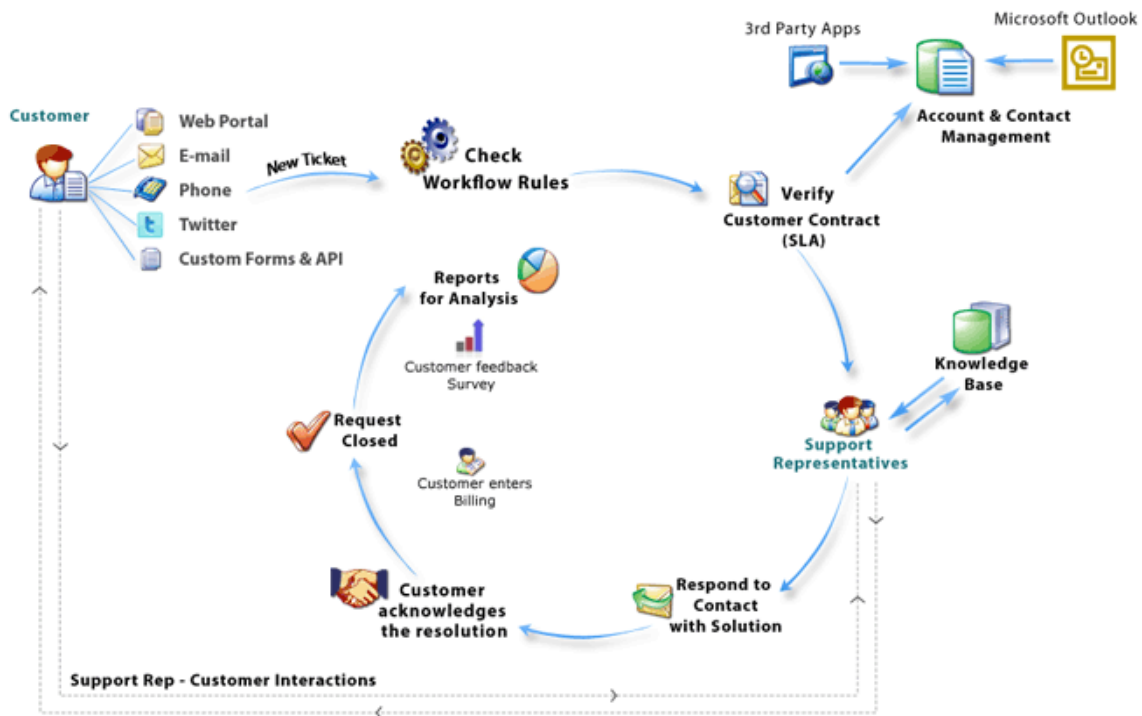 3rd Party Apps
Microsoft Outlook
Customer
Web Portal
E-mail
Phone
Twitter
Custom Forms & API
New Ticket
Check
Workflow Rules
Account & Contact
Management
Verify
Customer Contract
(SLA)
Reports
for Analysis
Customer feedback
Survey
Knowledge
Base
Request
Closed
Support
Representatives
Customer enters
Billing
Respond to
Contact
with Solution
Customer
acknowledges
the resolution
Support Rep - Customer Interactions